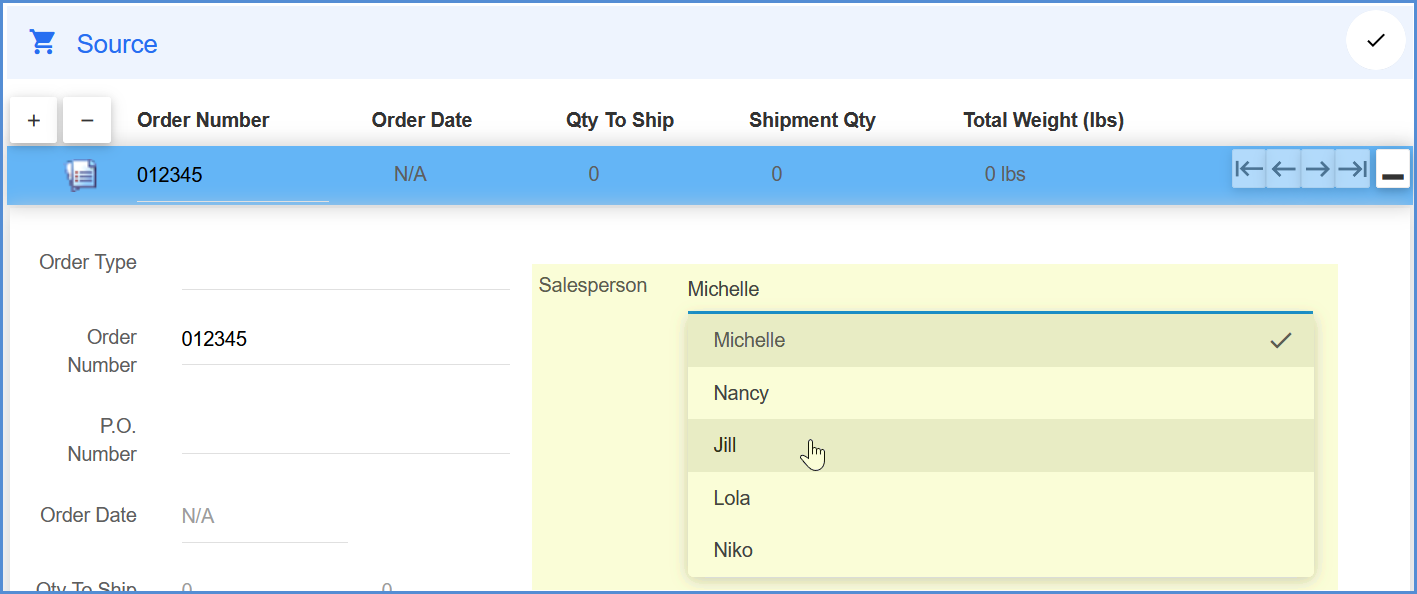 Source
+ − Order Number Order Date Qty To Ship Shipment Qty Total Weight (lbs)
012345 N/A 0 0 0 lbs
Order Type
Order
Number
012345
P.O.
Number
Order Date N/A
Qty To Ship 0 0
Salesperson Michelle
Michelle
Nancy
Jill
Lola
Niko